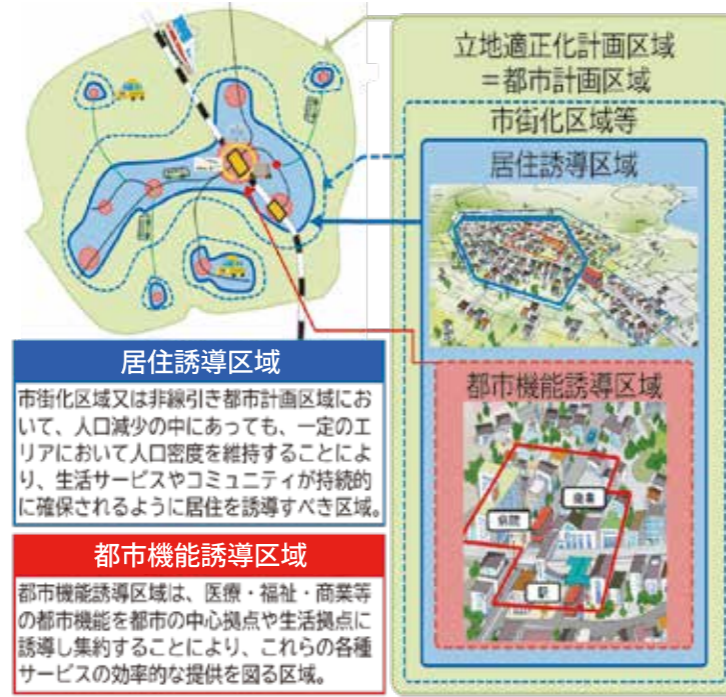 立地適正化計画区域
=都市計画区域
市街化区域等
居住誘導区域
居住誘導区域
市街化区域又は非線引き都市計画区域にお
いて、人口減少の中にあっても、一定のエ
リアにおいて人口密度を維持することによ
り、生活サービスやコミュニティが持続的
に確保されるように居住を誘導すべき区域。
都市機能誘導区域
都市機能誘導区域は、医療・福祉・商業等
の都市機能を都市の中心拠点や生活拠点に
誘導し集約することにより、これらの各種
サービスの効率的な提供を図る区域。
都市機能誘導区域
商業
病院
駅